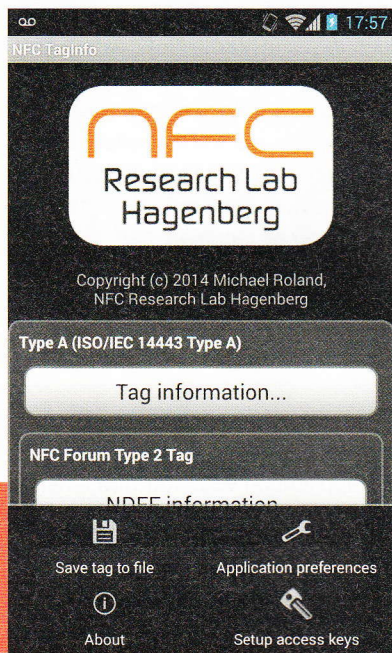 17:57
NFC TagInfo
NFC
Research Lab
Hagenberg
Copyright (c) 2014 Michael Roland,
NFC Research Lab Hagenberg
Type A (ISO/IEC 14443 Type A)
Tag information...
NFC Forum Type 2 Tag
NDEF information...
Save tag to file
Application preferences
About
Setup access keys